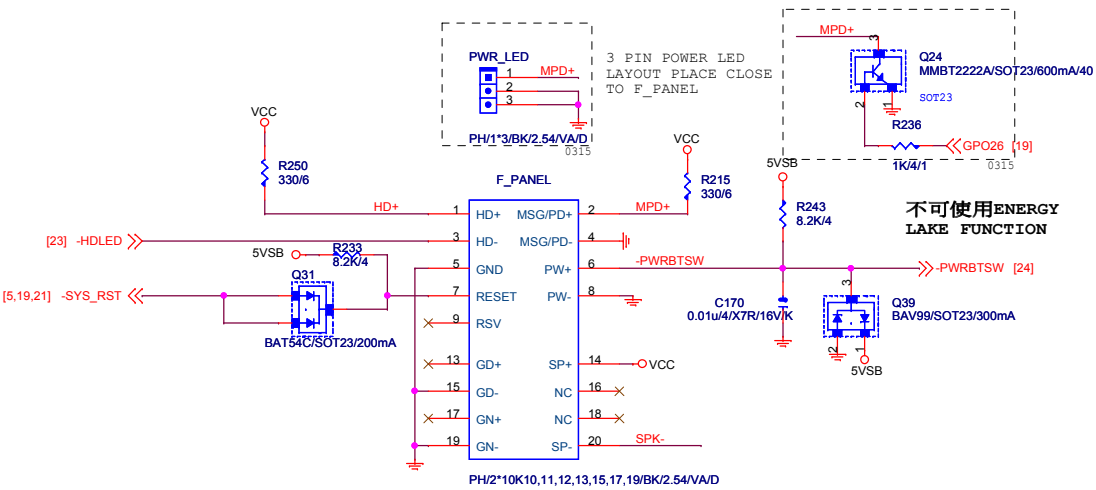 PWR_LED
1 MPD+
2
3
PH/1*3/BK/2.54/VA/D
0315
3 PIN POWER LED
LAYOUT PLACE CLOSE
TO F_PANEL
MPD+
3
Q24
MMBT2222A/SOT23/600mA/40
SOT23
2
1
R236
GPO26 [19]
1K/4/1
0315
VCC
R250
330/6
F_PANEL
VCC
R215
330/6
5VSB
R243
8.2K/4
不可使用ENERGY
LAKE FUNCTION
HD+ 1 HD+ MSG/PD+ 2 MPD+
[23] -HDLED 3 HD- MSG/PD- 4
5VSB R233 5 GND PW+ 6 -PWRBTSW
8.2K/4
-PWRBTSW [24]
Q31
[5,19,21] -SYS_RST 7 RESET PW- 8
BAT54C/SOT23/200mA
9 RSV
C170
0.01u/4/X7R/16V/K
3
Q39
BAV99/SOT23/300mA
2
1
5VSB
13 GD+ SP+ 14 VCC
15 GD- NC 16
17 GN+ NC 18
19 GN- SP- 20 SPK-
PH/2*10K10,11,12,13,15,17,19/BK/2.54/VA/D